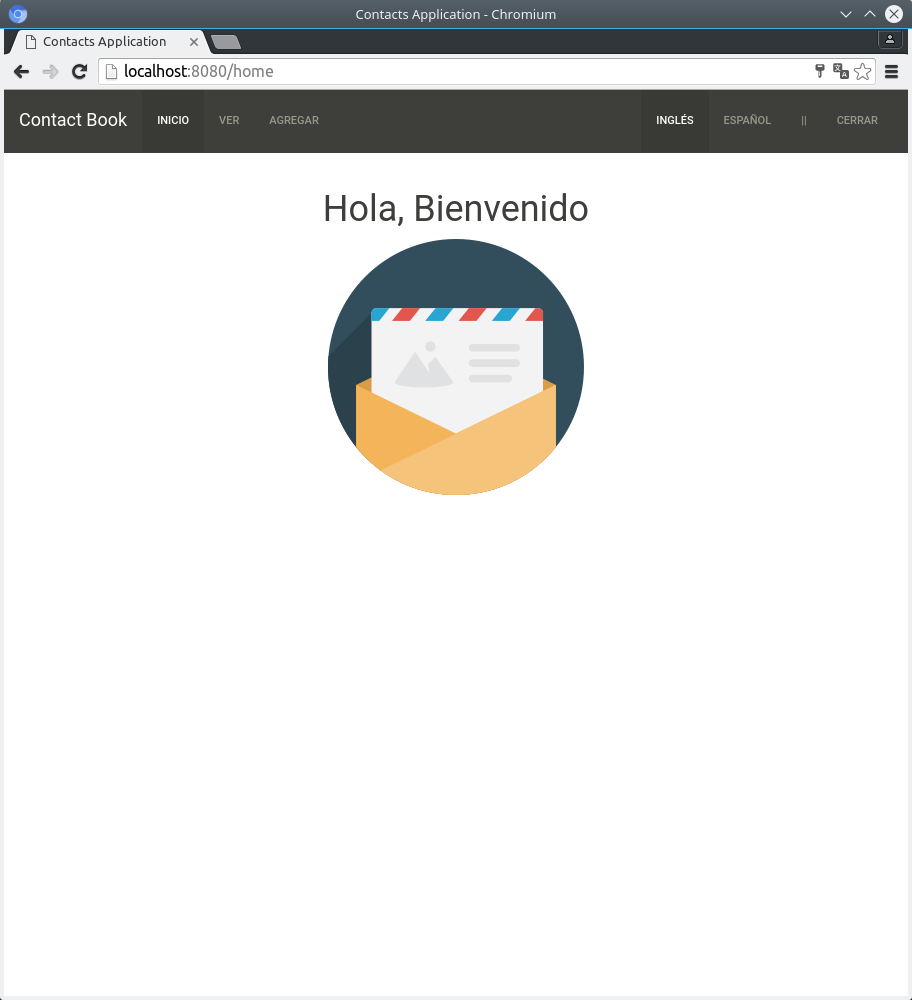 Contacts Application - Chromium
Contacts Application
localhost:8080/home
Contact Book INICIO VER AGREGAR INGLÉS ESPAÑOL || CERRAR
Hola, Bienvenido